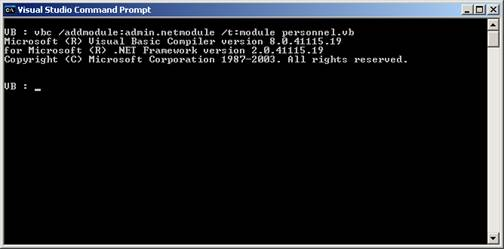 Visual Studio Command Prompt
VB : vbc /addmodule:admin.netmodule /t:module personnel.vb
Microsoft (R) Visual Basic Compiler version 8.0.41115.19
for Microsoft (R) .NET Framework version 2.0.41115.19
Copyright (C) Microsoft Corporation 1987-2003. All rights reserved.
VB : _